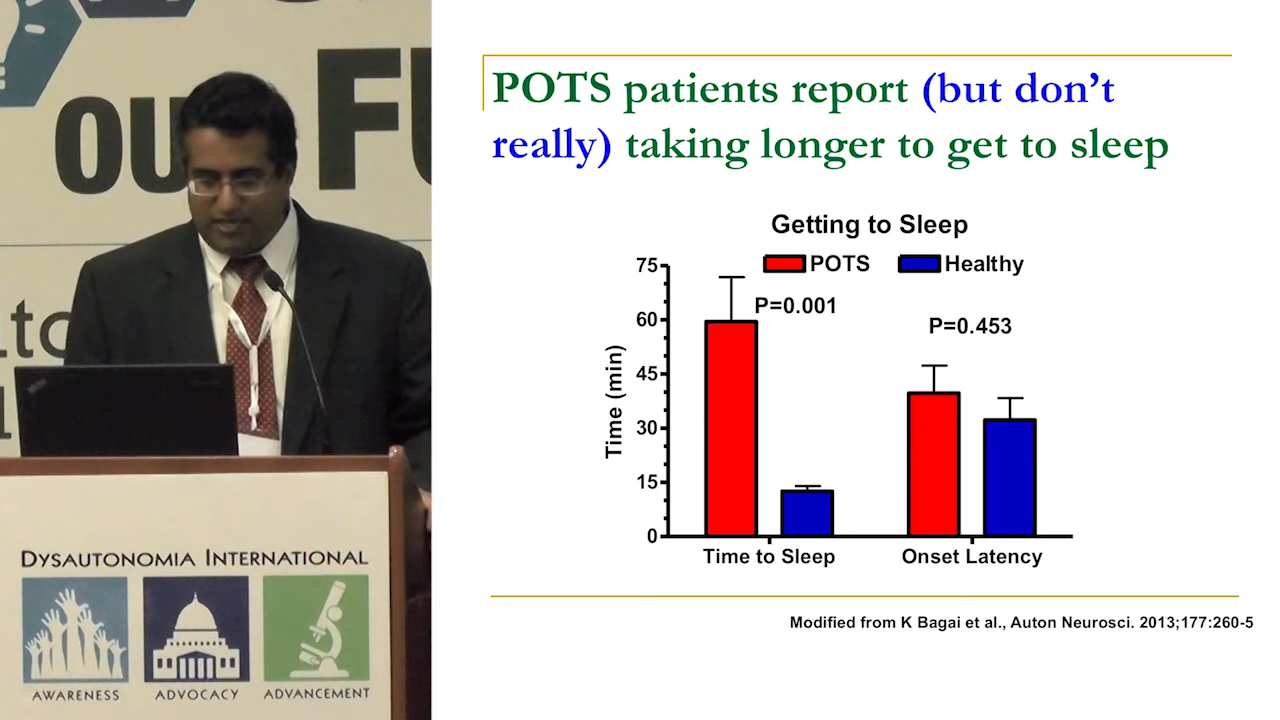 OU
FU
POTS patients report (but don't
really) taking longer to get to sleep
Getting to Sleep
POTS
Healthy
75
60
45
30
15
0
Time (min)
P=0.001
P=0.453
Time to Sleep
Onset Latency
Modified from K Bagai et al., Auton Neurosci. 2013;177:260-5
DYSAUTONOMIA INTERNATIONAL
AWARENESS
ADVOCACY
ADVANCEMENT